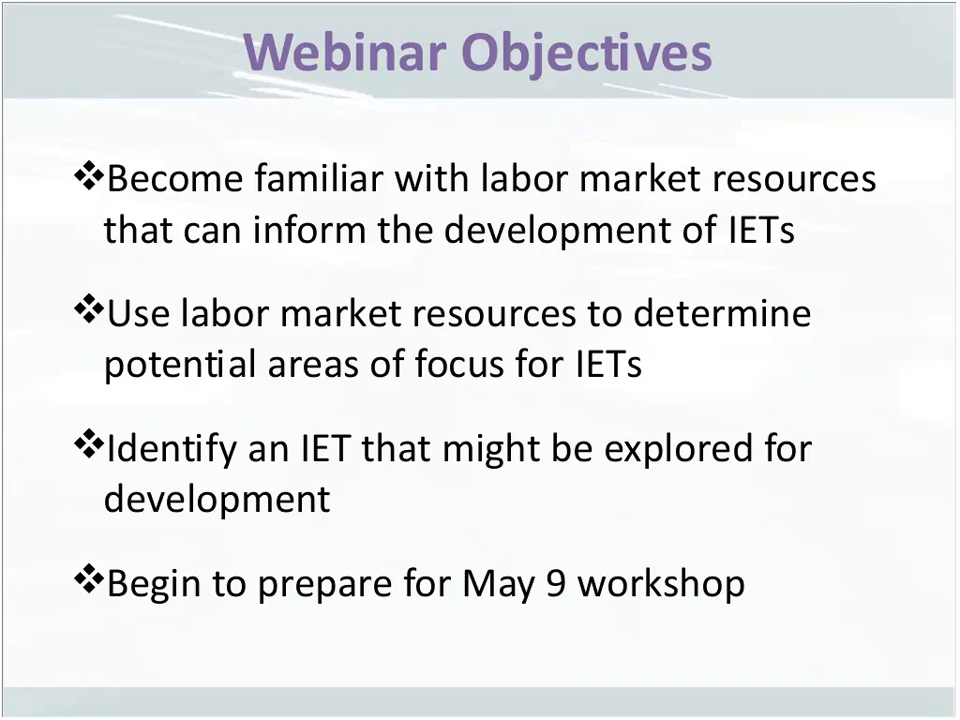 Webinar Objectives
❖Become familiar with labor market resources
that can inform the development of IETs
❖Use labor market resources to determine
potential areas of focus for IETs
❖Identify an IET that might be explored for
development
❖Begin to prepare for May 9 workshop